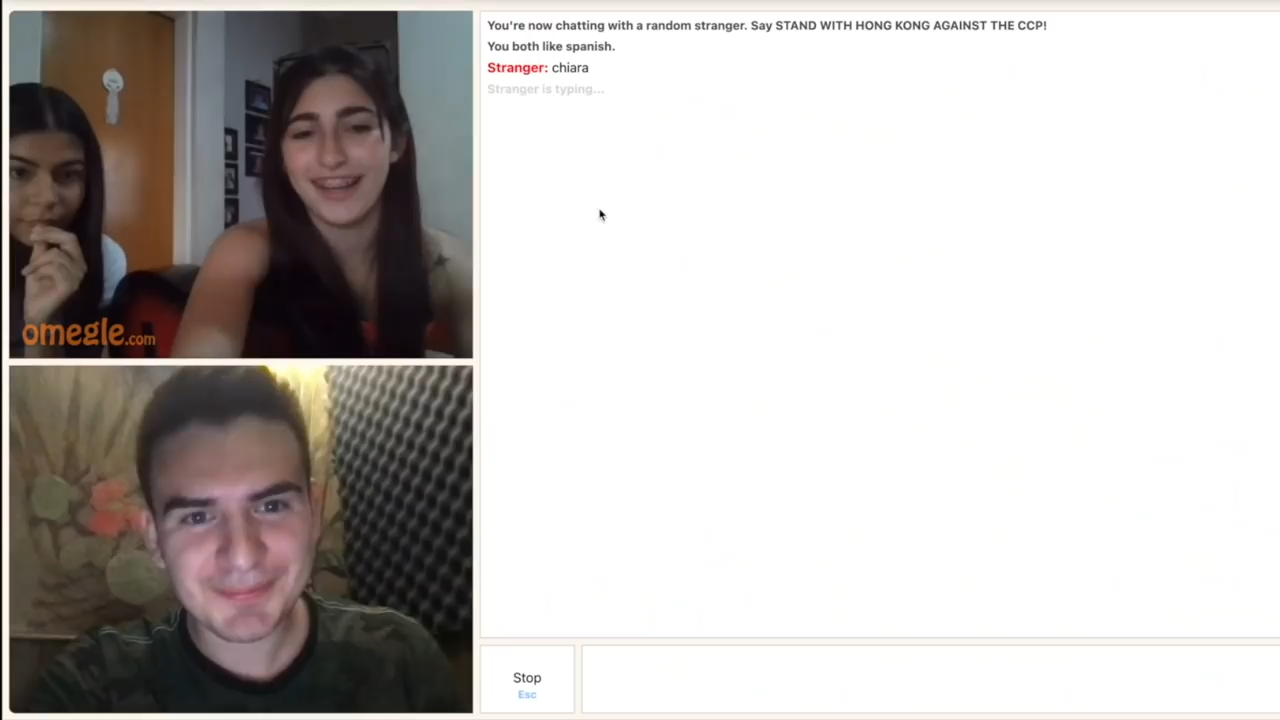 You're now chatting with a random stranger. Say STAND WITH HONG KONG AGAINST THE CCP!
You both like spanish.
Stranger: chiara
Stranger is typing...
omegle.com
Stop
Esc